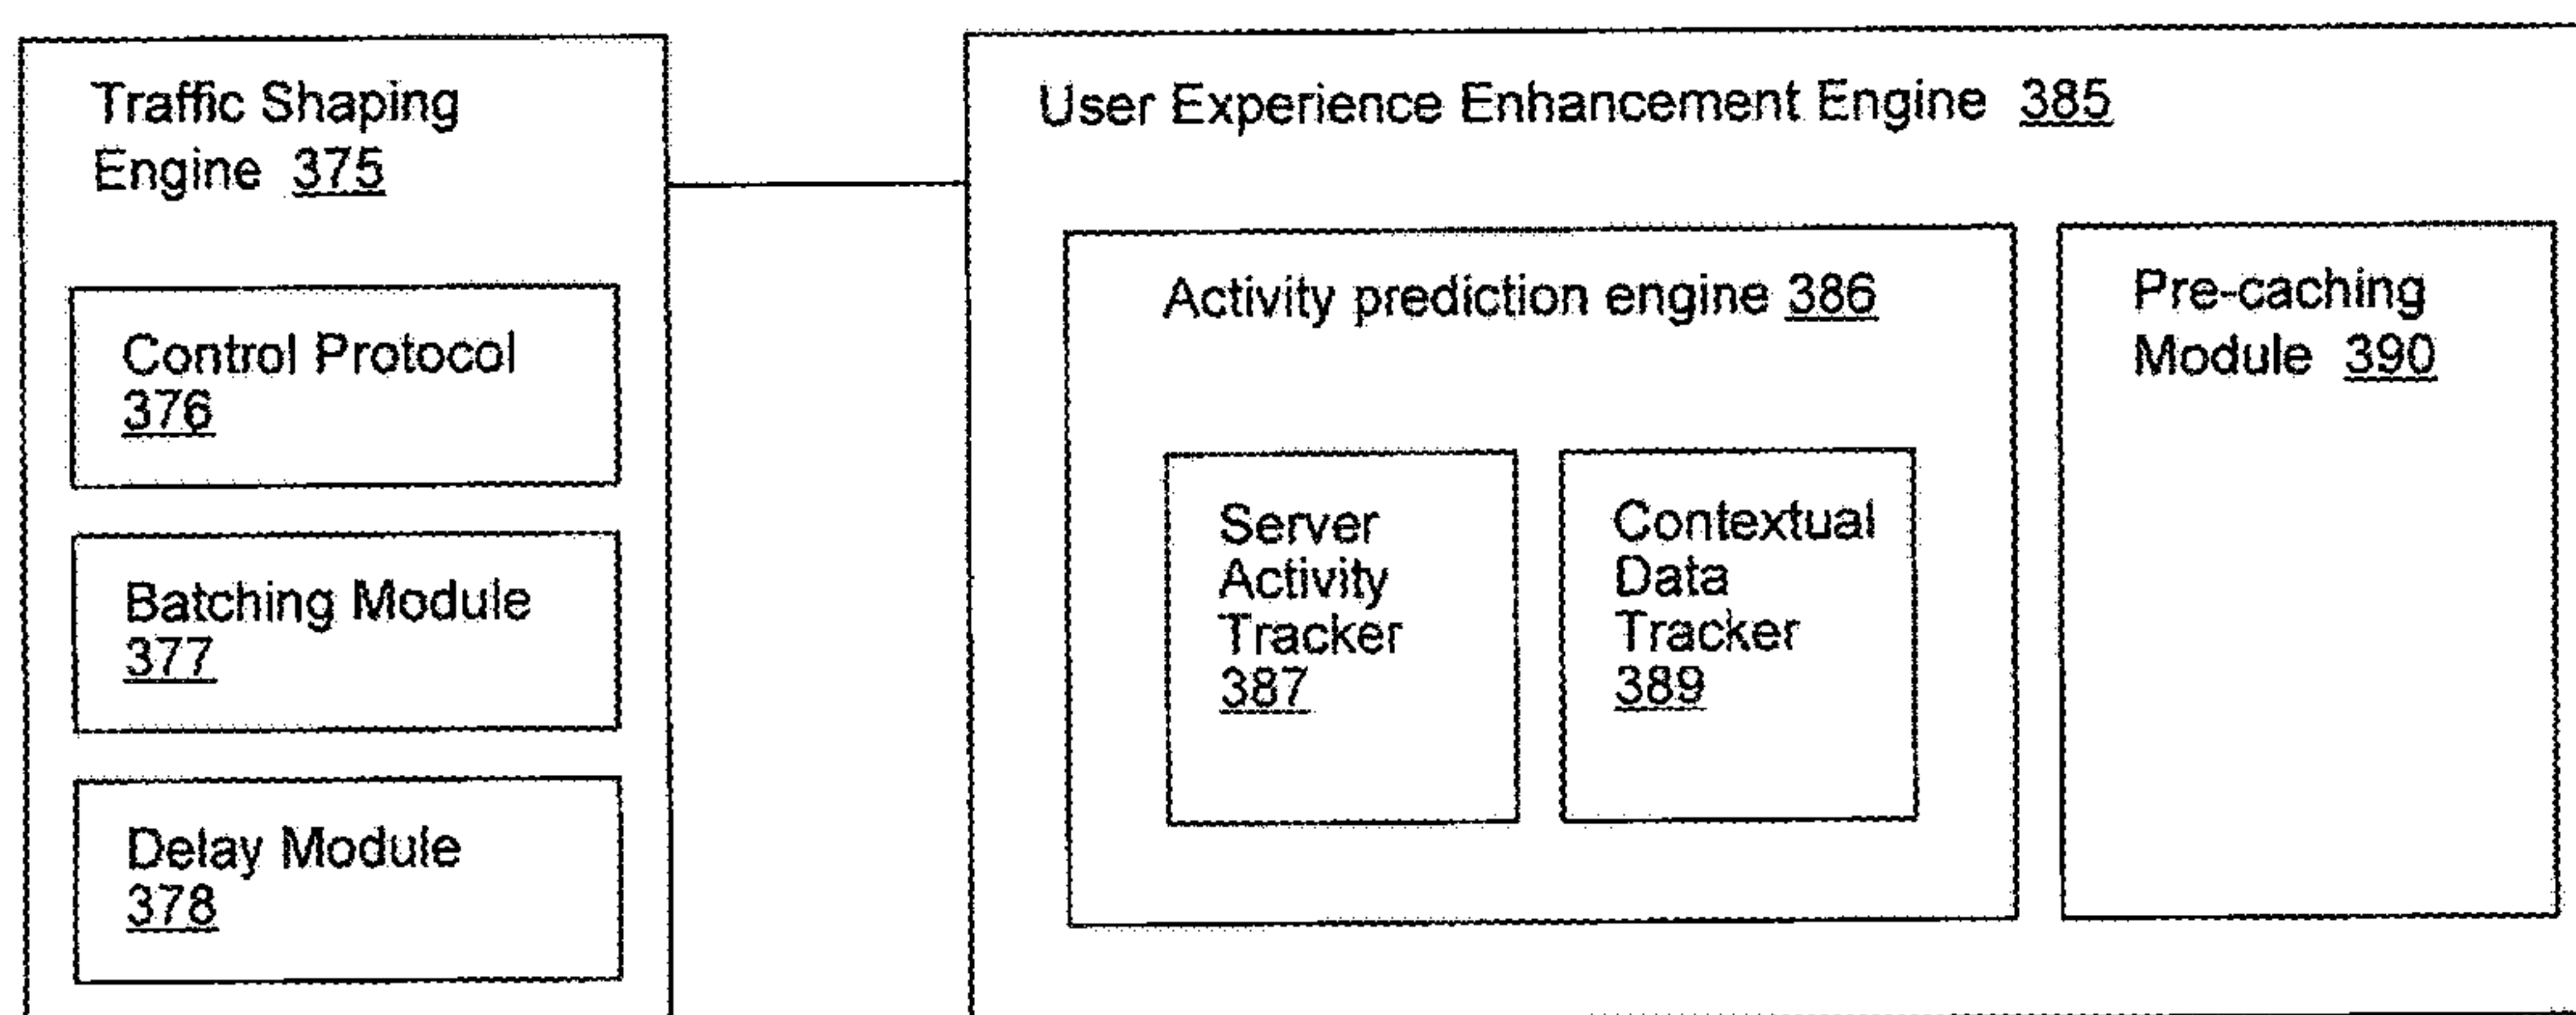 Traffic Shaping
Engine 375
Control Protocol
376
Batching Module
377
Delay Module
378
User Experience Enhancement Engine 385
Activity prediction engine 386
Server
Activity
Tracker
387
Contextual
Data
Tracker
389
Pre-caching
Module 390